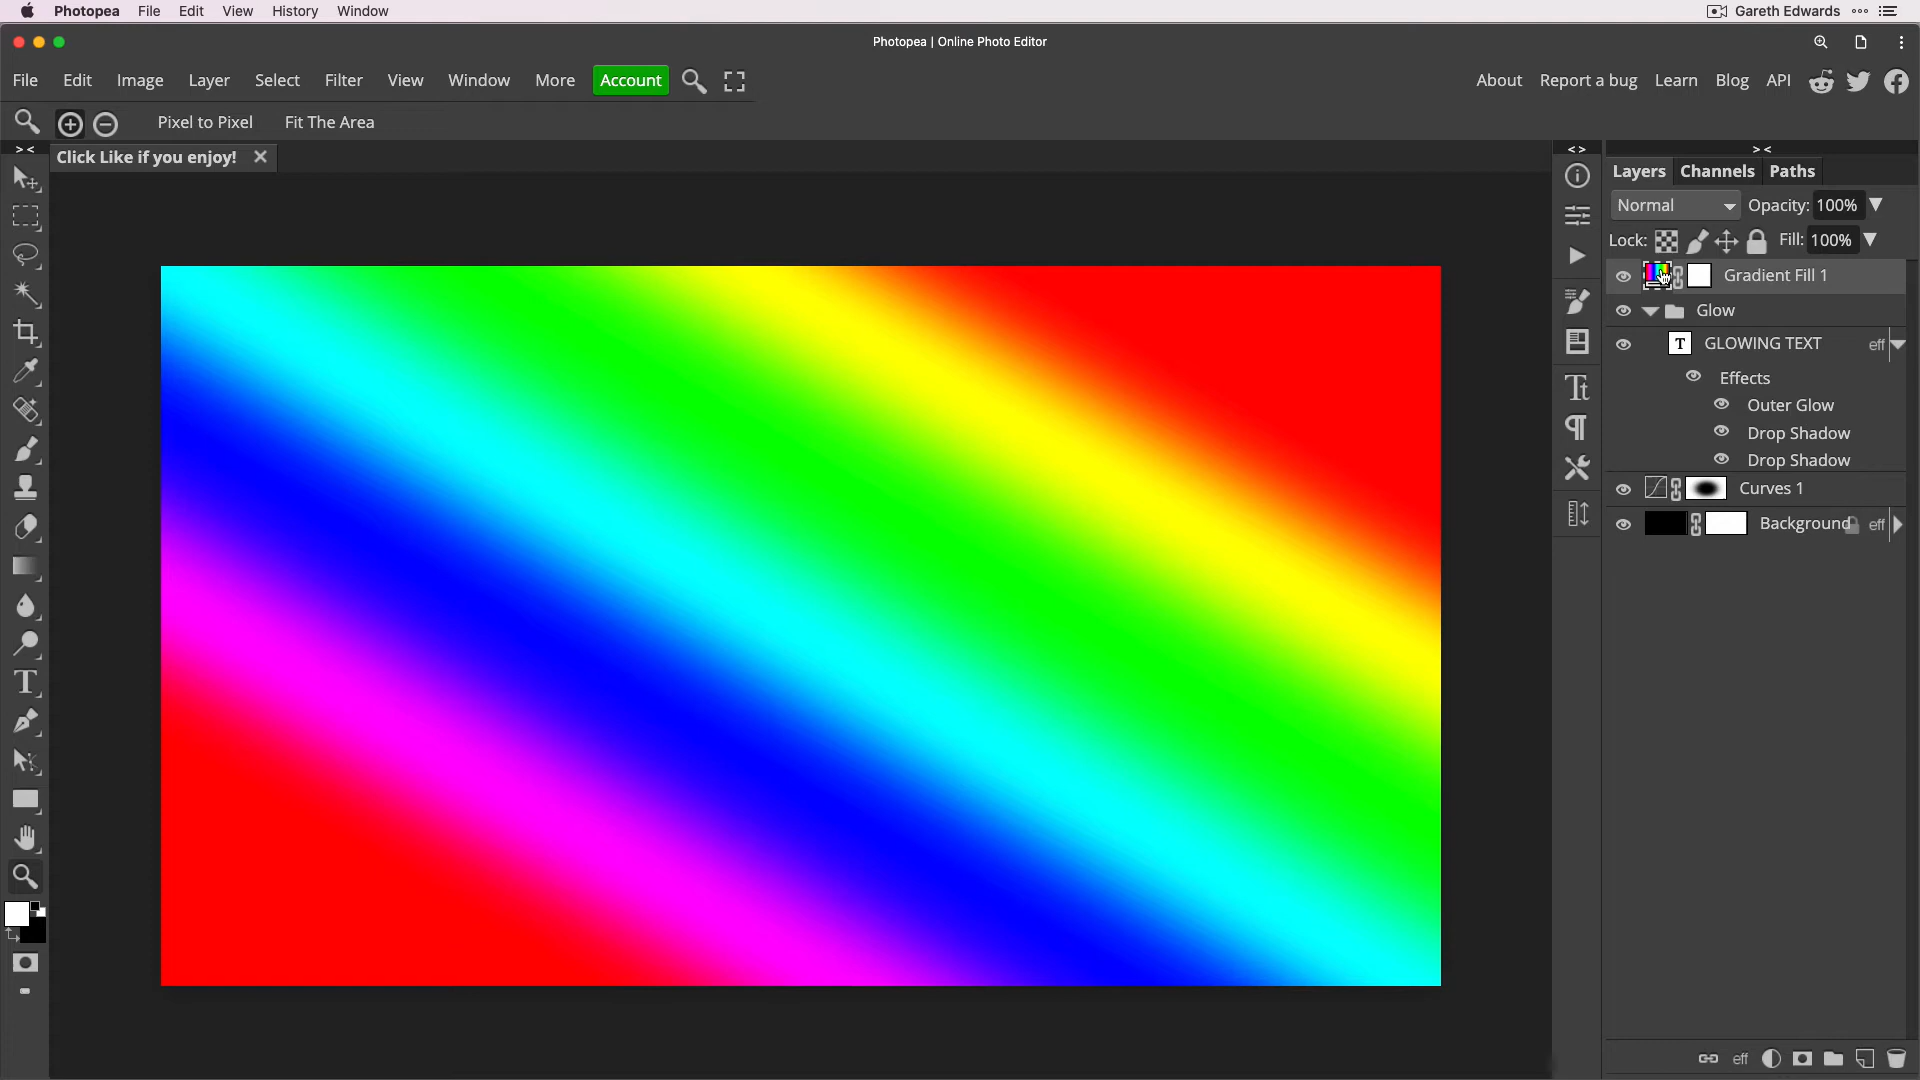 Photopea File Edit View History Window Gareth Edwards
Photopea | Online Photo Editor
File Edit Image Layer Select Filter View Window More Account About Report a bug Learn Blog API
Pixel to Pixel Fit The Area
> < < > > <
Click Like if you enjoy! ✕
Layers Channels Paths
Normal Opacity: 100%
Lock: Fill: 100%
Gradient Fill 1
Glow
T GLOWING TEXT eff
Effects
Outer Glow
Drop Shadow
Drop Shadow
Curves 1
Background eff
eff